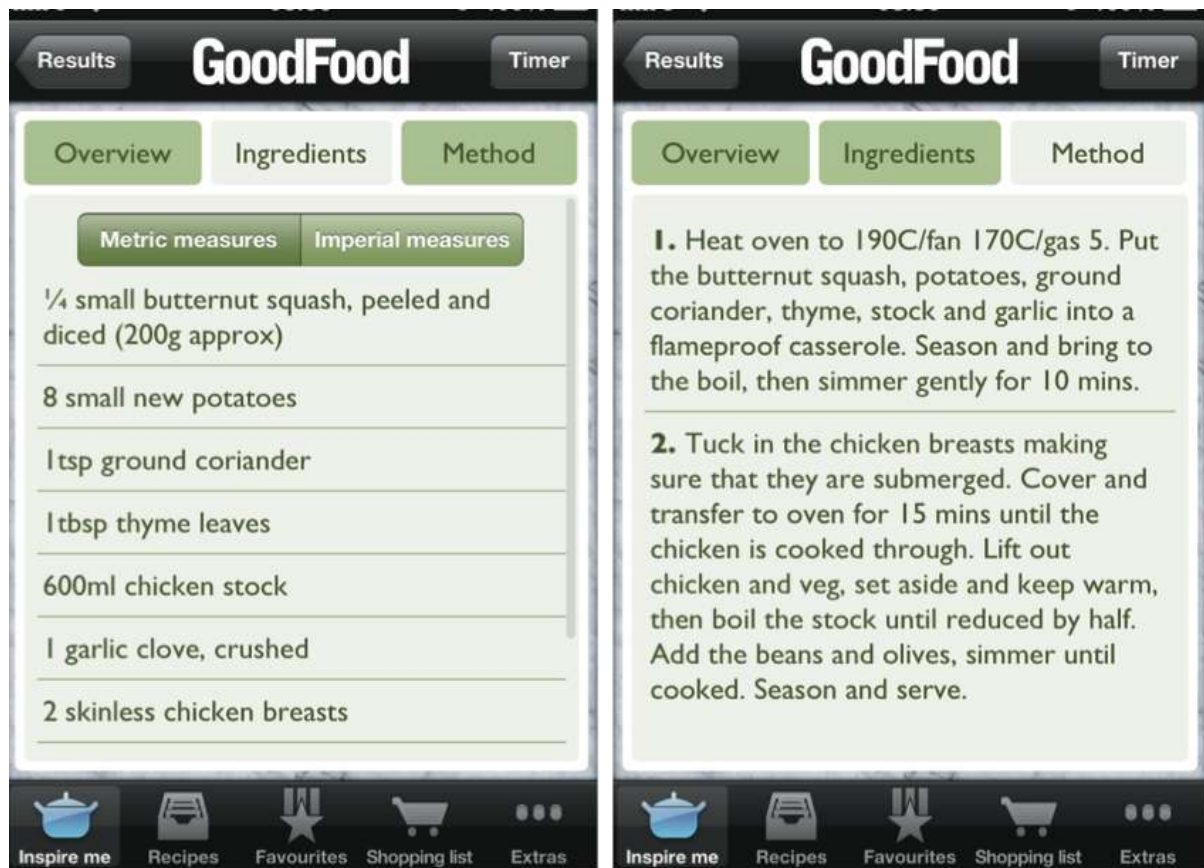 Results
GoodFood
Timer
Overview
Ingredients
Method
Metric measures
Imperial measures
¼ small butternut squash, peeled and
diced (200g approx)
8 small new potatoes
1tsp ground coriander
1tbsp thyme leaves
600ml chicken stock
1 garlic clove, crushed
2 skinless chicken breasts
Inspire me
Recipes
Favourites
Shopping list
Extras
Results
GoodFood
Timer
Overview
Ingredients
Method
1. Heat oven to 190C/fan 170C/gas 5. Put
the butternut squash, potatoes, ground
coriander, thyme, stock and garlic into a
flameproof casserole. Season and bring to
the boil, then simmer gently for 10 mins.
2. Tuck in the chicken breasts making
sure that they are submerged. Cover and
transfer to oven for 15 mins until the
chicken is cooked through. Lift out
chicken and veg, set aside and keep warm,
then boil the stock until reduced by half.
Add the beans and olives, simmer until
cooked. Season and serve.
Inspire me
Recipes
Favourites
Shopping list
Extras